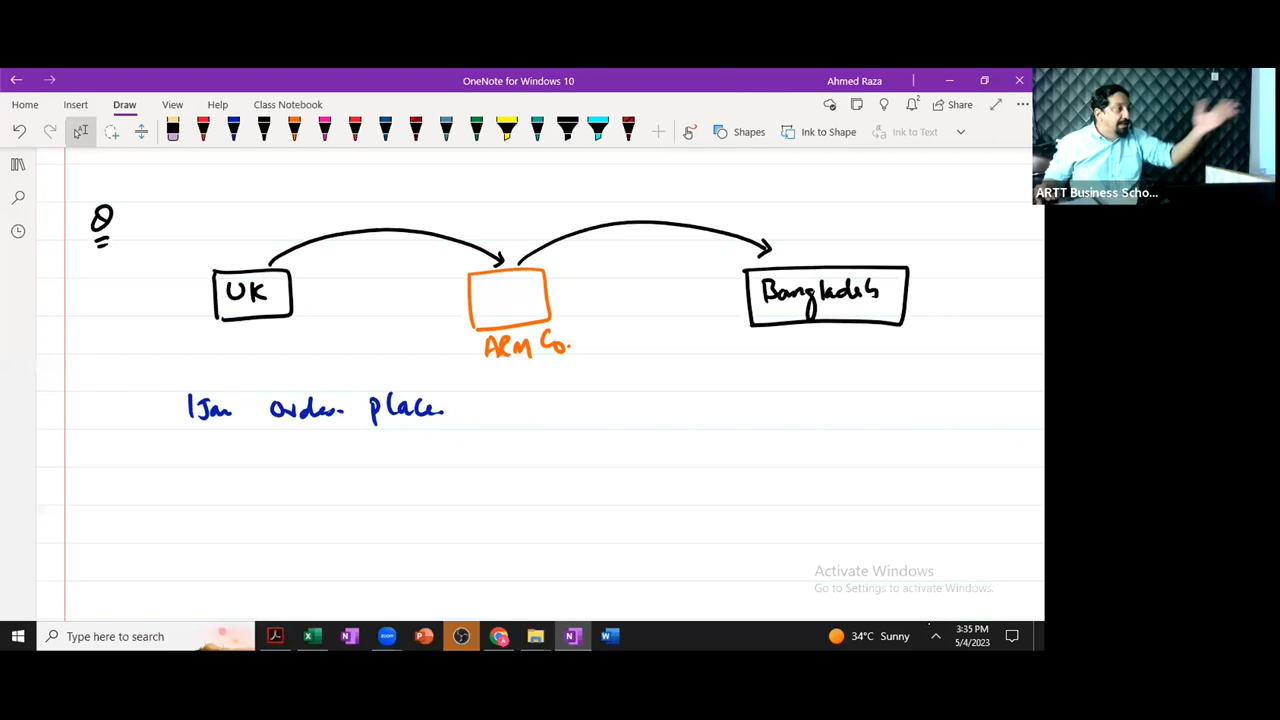 OneNote for Windows 10
Ahmed Raza
Home Insert Draw View Help Class Notebook
Share
Shapes Ink to Shape Ink to Text
ARTT Business Scho...
Q
UK
Bangladesh
ARM Co.
1 Jan order place
Activate Windows
Go to Settings to activate Windows.
Type here to search
34°C Sunny
3:35 PM
5/4/2023